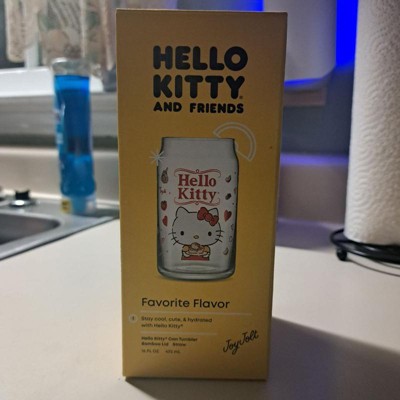 HELLO
KITTY
AND FRIENDS
Hello
Kitty
Favorite Flavor
Stay cool, cute, & hydrated
with Hello Kitty®
Hello Kitty® Can Tumbler
Bamboo Lid Straw
JoyJolt